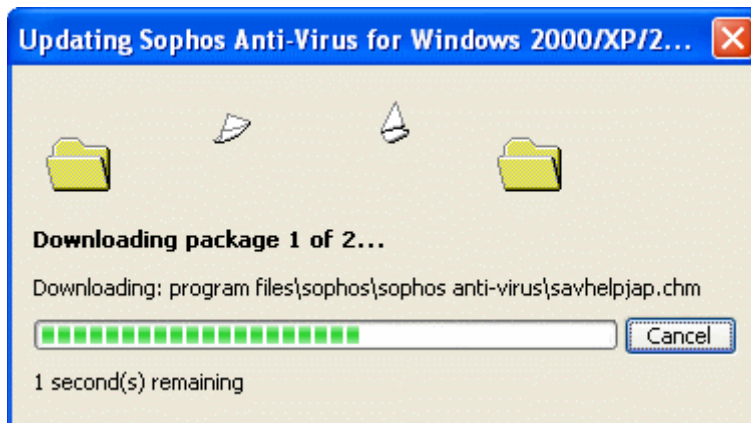 Updating Sophos Anti-Virus for Windows 2000/XP/2...
Downloading package 1 of 2...
Downloading: program files\sophos\sophos anti-virus\savhelpjap.chm
Cancel
1 second(s) remaining